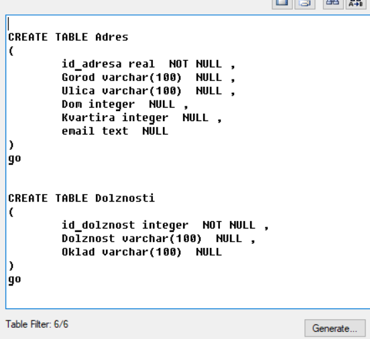 CREATE TABLE Adres
(
id_adresa real NOT NULL ,
Gorod varchar(100) NULL ,
Ulica varchar(100) NULL ,
Dom integer NULL ,
Kvartira integer NULL ,
email text NULL
)
go
CREATE TABLE Dolznosti
(
id_dolznost integer NOT NULL ,
Dolznost varchar(100) NULL ,
Oklad varchar(100) NULL
)
go
Table Filter: 6/6
Generate...